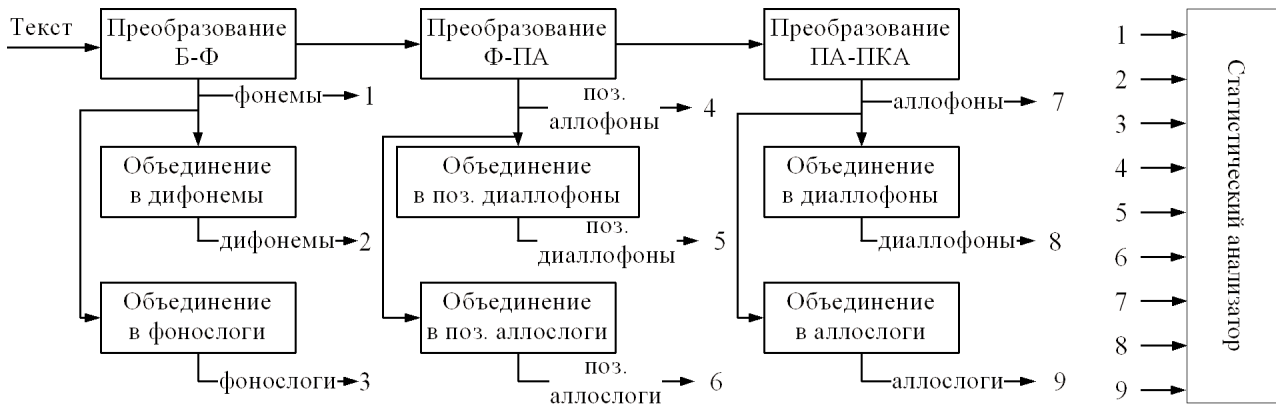 Текст
Преобразование
Б-Ф
Преобразование
Ф-ПА
Преобразование
ПА-ПКА
фонемы
1
поз.
аллофоны
4
аллофоны
7
Объединение
в дифонемы
Объединение
в поз. диаллофоны
Объединение
в диаллофоны
дифонемы
2
поз.
диаллофоны
5
диаллофоны
8
Объединение
в фонослоги
Объединение
в поз. аллослоги
Объединение
в аллослоги
фонослоги
3
поз.
аллослоги
6
аллослоги
9
1
2
3
4
5
6
7
8
9
Статистический анализатор